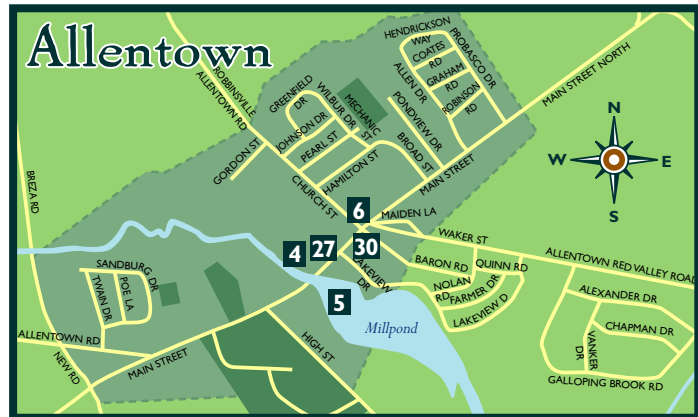 Allentown
HENDRICKSON
WAY
COATES
RD
GRAHAM
RD
ROBINSON
RD
PROBASCO DR
ALLEN DR
PONDVIEW DR
BROAD ST
MAIN STREET NORTH
ROBBINSVILLE
ALLENTOWN RD
GREENFIELD
DR
WILBUR DR
MECHANIC
ST
JOHNSON DR
PEARL ST
HAMILTON ST
GORDON ST
CHURCH ST
MAIN STREET
N
W
E
S
BREZA RD
6
MAIDEN LA
WAKER ST
ALLENTOWN RED VALLEY ROAD
4
27
30
LAKEVIEW
DR
BARON RD
QUINN RD
NOLAN
RD
FARMER DR
LAKEVIEW D
5
Millpond
SANDBURG DR
TWAIN DR
POE LA
ALLENTOWN RD
NEW RD
MAIN STREET
HIGH ST
ALEXANDER DR
CHAPMAN DR
VANKER
DR
GALLOPING BROOK RD